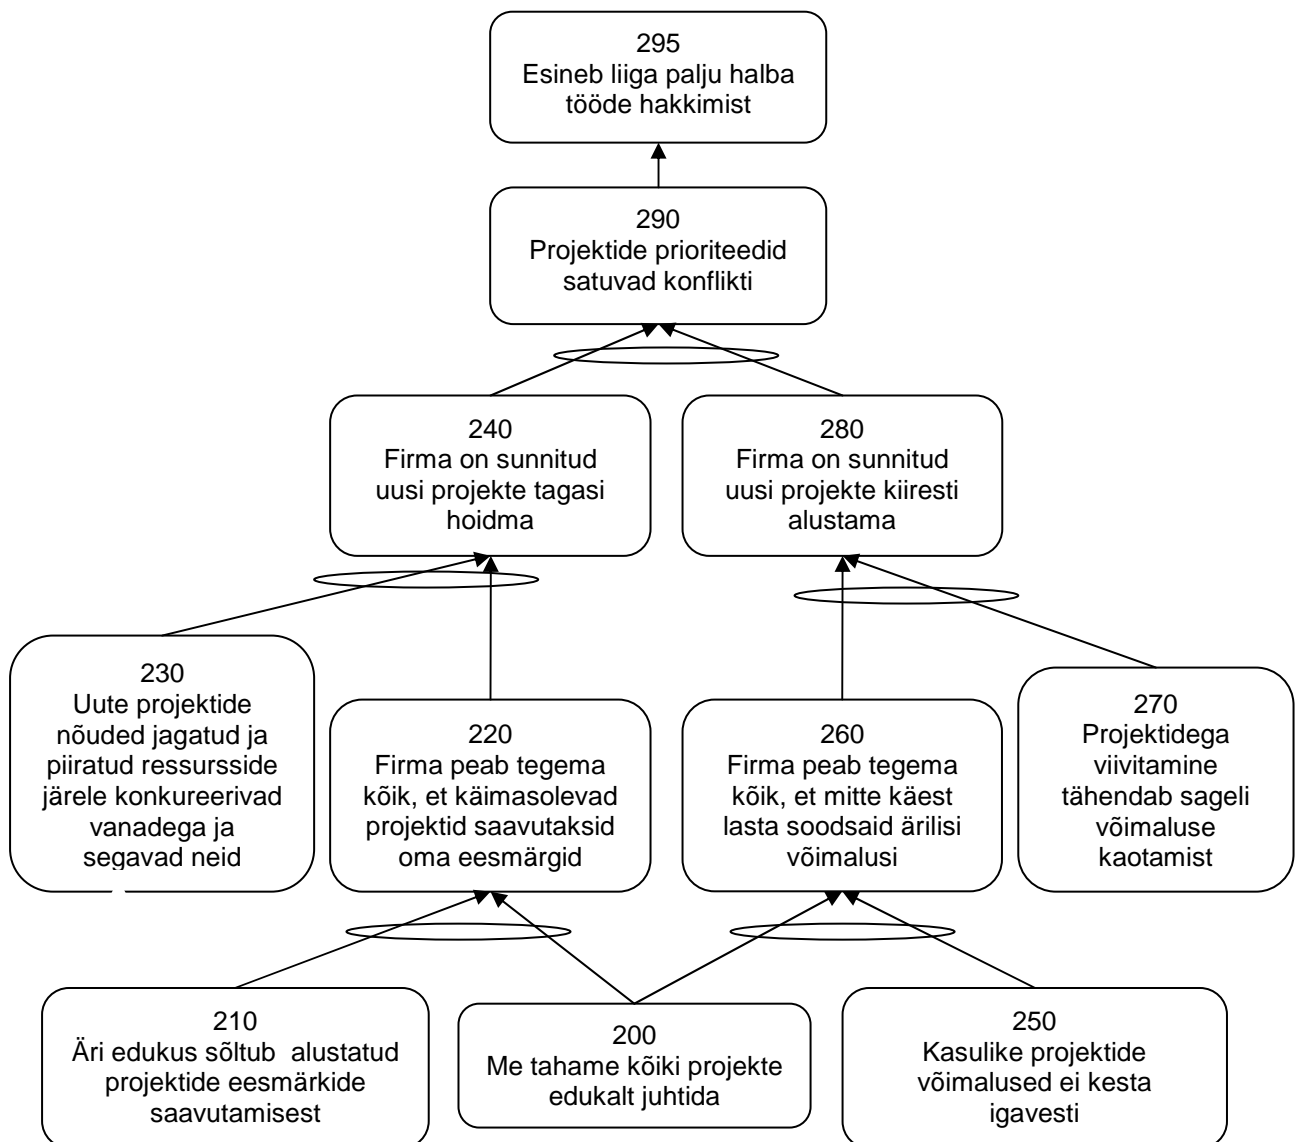 295
Esineb liiga palju halba
tööde hakkimist
290
Projektide prioriteedid
satuvad konflikti
240
Firma on sunnitud
uusi projekte tagasi
hoidma
280
Firma on sunnitud
uusi projekte kiiresti
alustama
230
Uute projektide
nõuded jagatud ja
piiratud ressursside
järele konkureerivad
vanadega ja
segavad neid
220
Firma peab tegema
kõik, et käimasolevad
projektid saavutaksid
oma eesmärgid
260
Firma peab tegema
kõik, et mitte käest
lasta soodsaid ärilisi
võimalusi
270
Projektidega
viivitamine
tähendab sageli
võimaluse
kaotamist
210
Äri edukus sõltub alustatud
projektide eesmärkide
saavutamisest
200
Me tahame kõiki projekte
edukalt juhtida
250
Kasulike projektide
võimalused ei kesta
igavesti